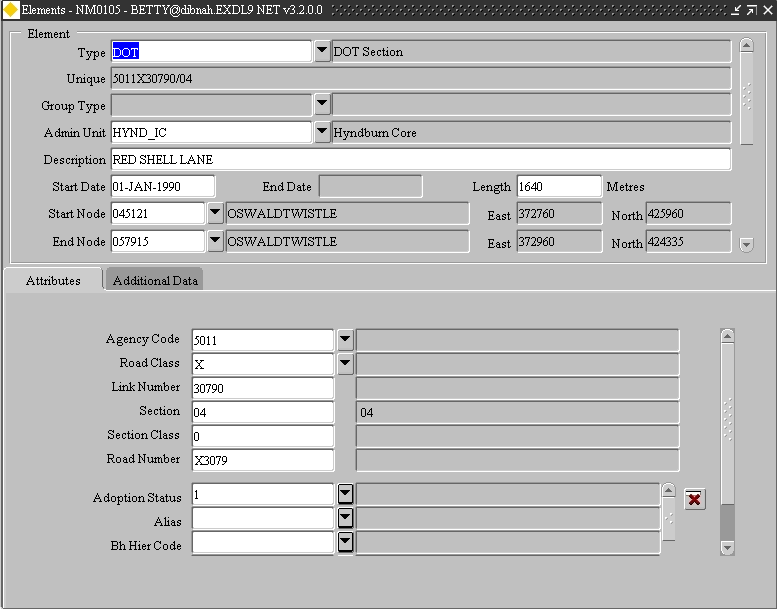 Elements - NM0105 - BETTY@dibnah.EXDL9 NET v3.2.0.0
Element
Type DOT DOT Section
Unique 5011X30790/04
Group Type
Admin Unit HYND_IC Hyndburn Core
Description RED SHELL LANE
Start Date 01-JAN-1990 End Date Length 1640 Metres
Start Node 045121 OSWALDTWISTLE East 372760 North 425960
End Node 057915 OSWALDTWISTLE East 372960 North 424335
Attributes Additional Data
Agency Code 5011
Road Class X
Link Number 30790
Section 04 04
Section Class 0
Road Number X3079
Adoption Status 1
Alias
Bh Hier Code